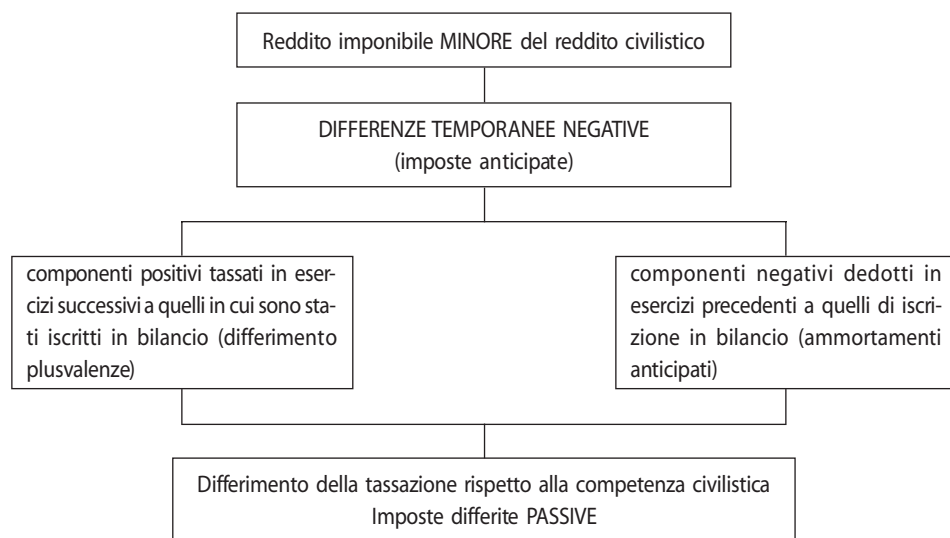 Reddito imponibile MINORE del reddito civilistico
DIFFERENZE TEMPORANEE NEGATIVE
(imposte anticipate)
componenti positivi tassati in eser-
cizi successivi a quelli in cui sono sta-
ti iscritti in bilancio (differimento
plusvalenze)
componenti negativi dedotti in
esercizi precedenti a quelli di iscri-
zione in bilancio (ammortamenti
anticipati)
Differimento della tassazione rispetto alla competenza civilistica
Imposte differite PASSIVE